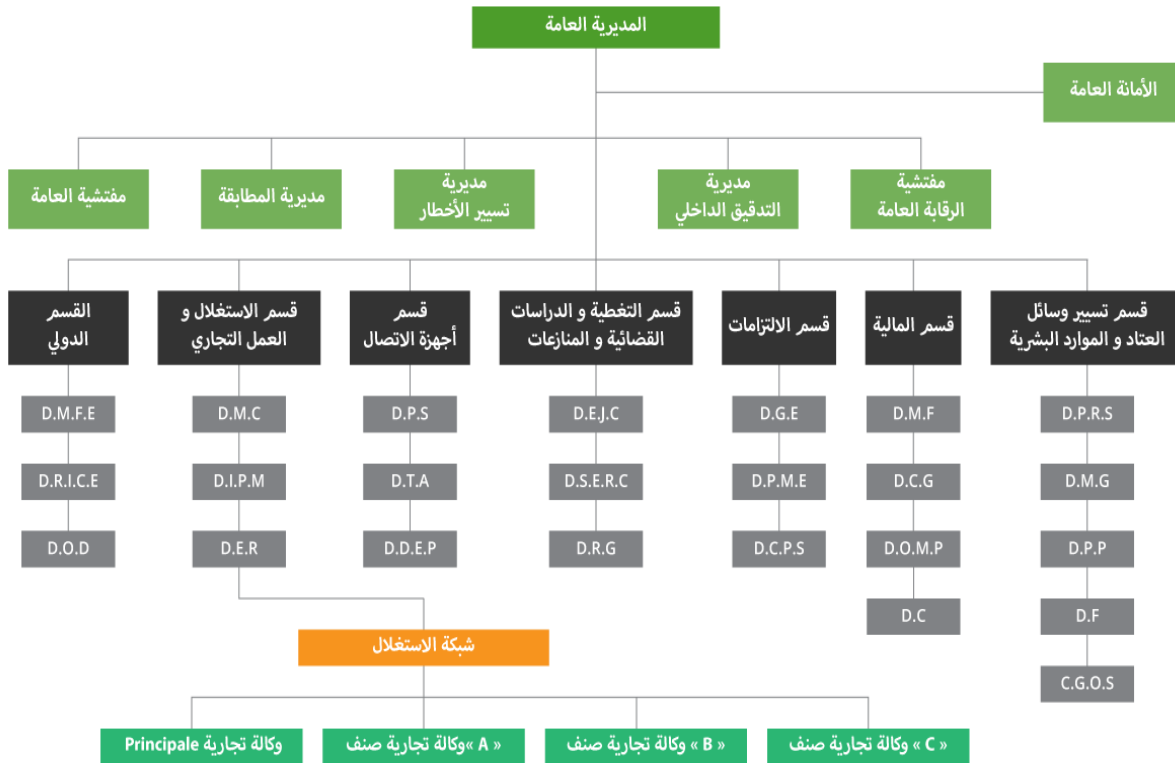 المديرية العامة
الأمانة العامة
مفتشية
الرقابة العامة
مديرية
التدقيق الداخلي
مديرية
تسيير الأخطار
مديرية المطابقة
مفتشية العامة
قسم تسيير وسائل
العتاد و الموارد البشرية
قسم المالية
قسم الالتزامات
قسم التغطية و الدراسات
القضائية و المنازعات
قسم
أجهزة الاتصال
قسم الاستغلال و
العمل التجاري
القسم
الدولي
D.P.R.S
D.M.F
D.G.E
D.E.J.C
D.P.S
D.M.C
D.M.F.E
D.M.G
D.C.G
D.P.M.E
D.S.E.R.C
D.T.A
D.I.P.M
D.R.I.C.E
D.P.P
D.O.M.P
D.C.P.S
D.R.G
D.D.E.P
D.E.R
D.O.D
D.F
D.C
C.G.O.S
شبكة الاستغلال
« C » وكالة تجارية صنف
« B » وكالة تجارية صنف
« A »وكالة تجارية صنف
وكالة تجارية Principale